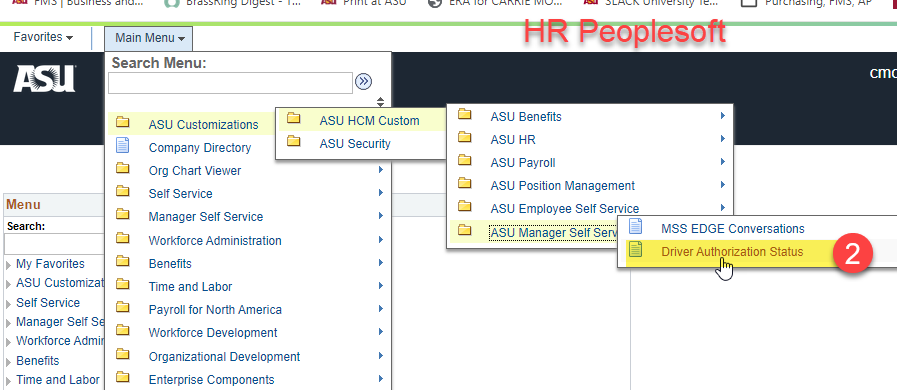 FMS | Business and...
BrassRing Digest - T...
Print at ASU
ERA for CARRIE MO...
SLACK University Te...
Purchasing, FMS, AP
HR Peoplesoft
Favorites
Main Menu
ASU
cmc
Search Menu:
ASU Customizations
Company Directory
Org Chart Viewer
Self Service
Manager Self Service
Workforce Administration
Benefits
Time and Labor
Payroll for North America
Workforce Development
Organizational Development
Enterprise Components
ASU HCM Custom
ASU Security
ASU Benefits
ASU HR
ASU Payroll
ASU Position Management
ASU Employee Self Service
ASU Manager Self Serv
MSS EDGE Conversations
Driver Authorization Status
2
Menu
Search:
My Favorites
ASU Customizat
Self Service
Manager Self Se
Workforce Admin
Benefits
Time and Labor